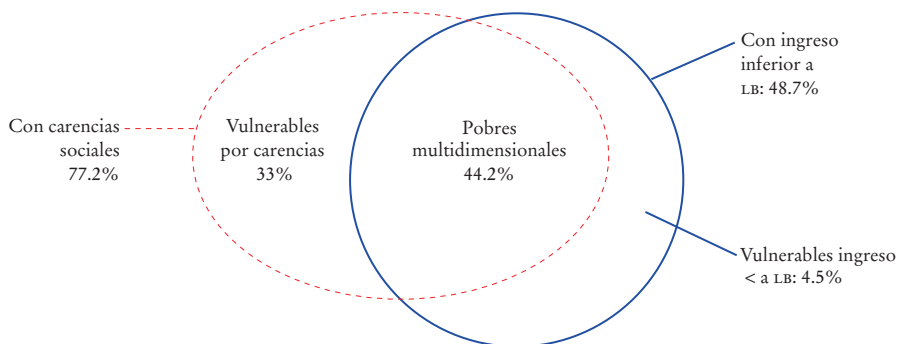 Con ingreso
inferior a
LB: 48.7%
Con carencias
sociales
77.2%
Vulnerables
por carencias
33%
Pobres
multidimensionales
44.2%
Vulnerables ingreso
< a LB: 4.5%